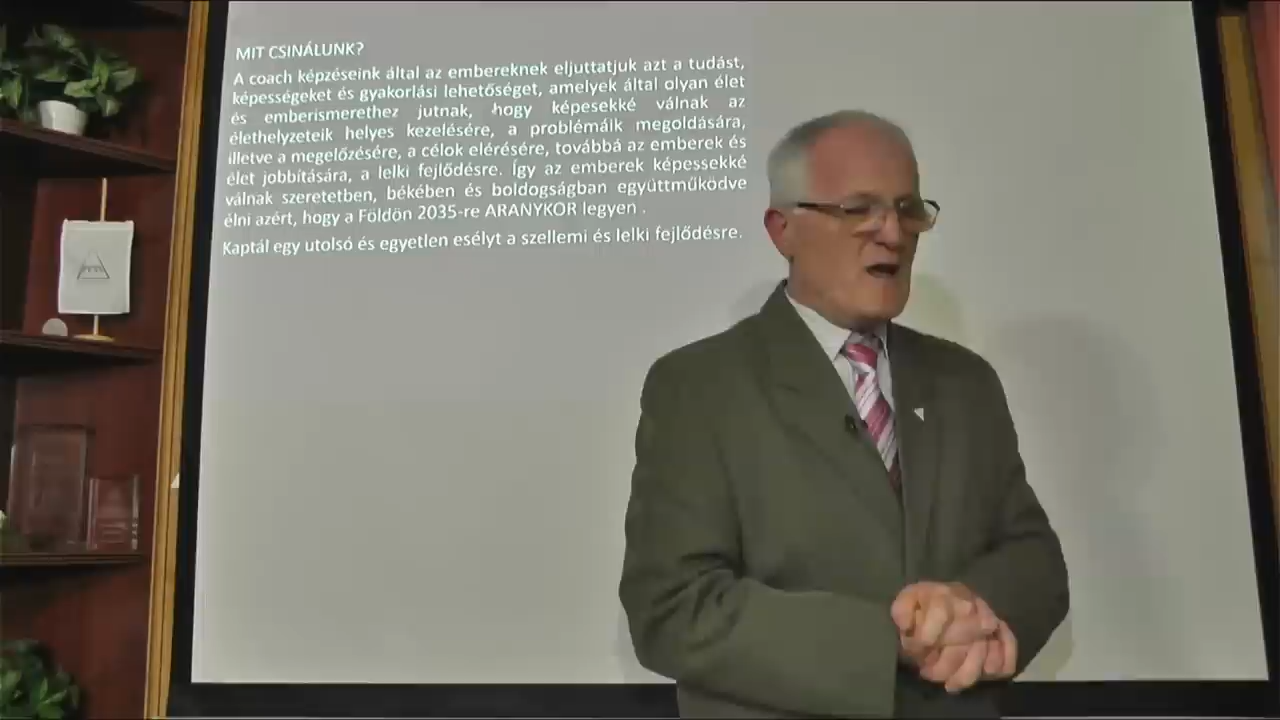 MIT CSINÁLUNK?
A coach képzéseink által az embereknek eljuttatjuk azt a tudást,
képességeket és gyakorlási lehetőséget, amelyek által olyan élet
és emberismerethez jutnak, hogy képesekké válnak az
élethelyzeteik helyes kezelésére, a problémáik megoldására,
illetve a megelőzésére, a célok elérésére, továbbá az emberek és
élet jobbítására, a lelki fejlődésre. Így az emberek képessekké
válnak szeretetben, békében és boldogságban együttműködve
élni azért, hogy a Földön 2035-re ARANYKOR legyen .
Kaptál egy utolsó és egyetlen esélyt a szellemi és lelki fejlődésre.